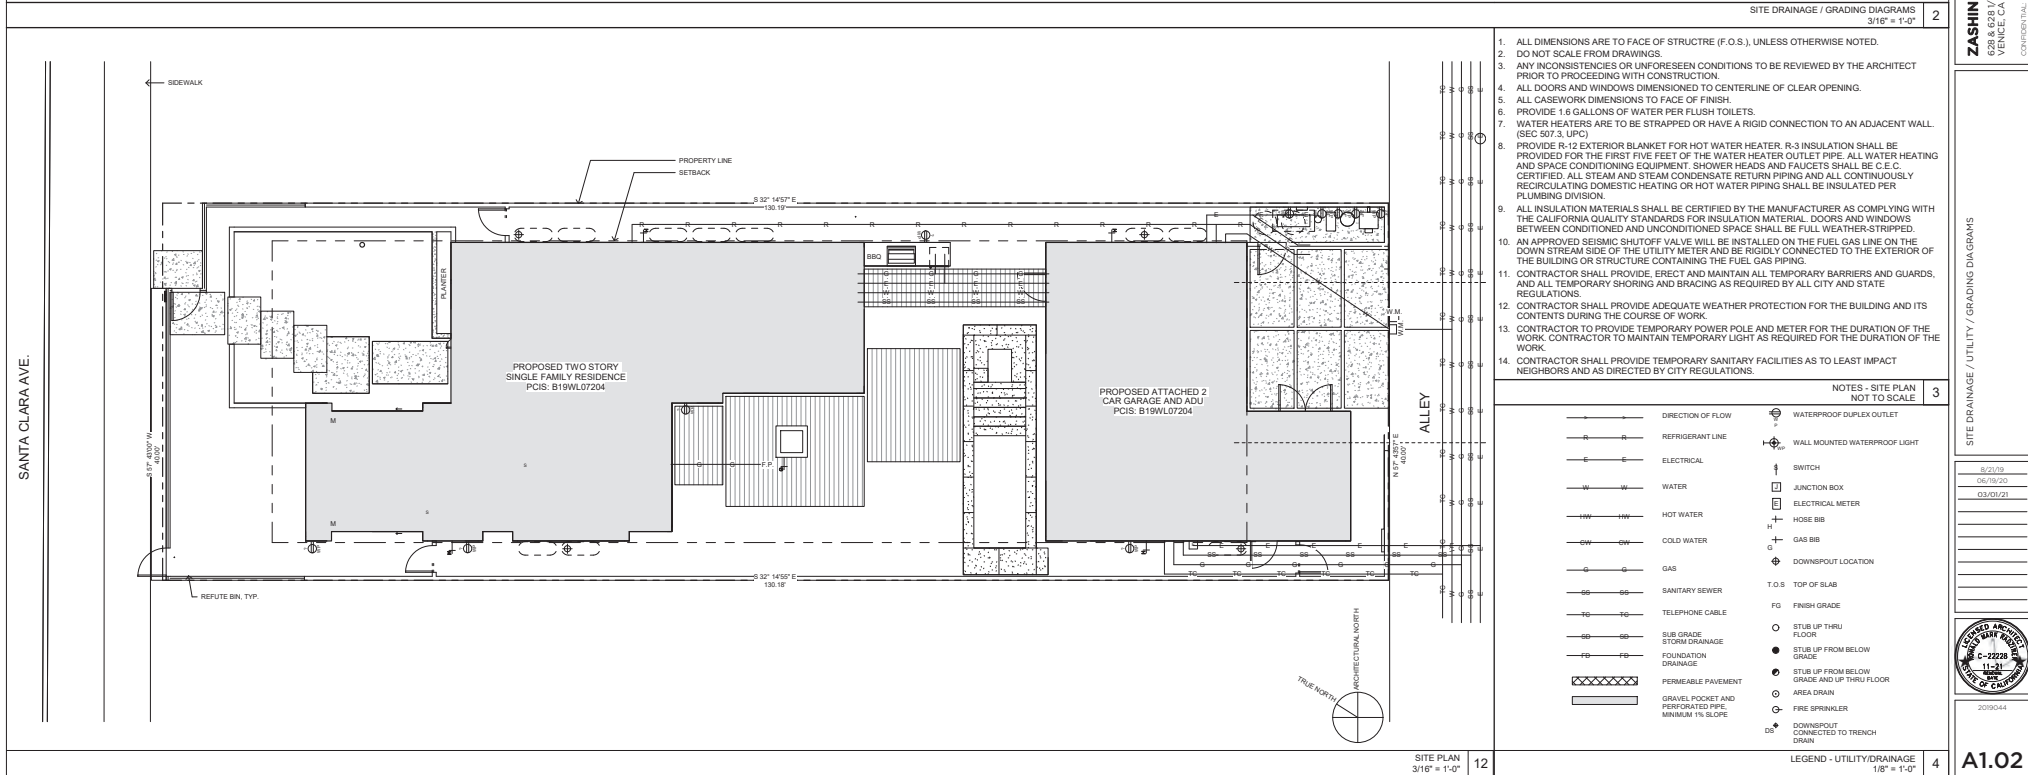 SITE DRAINAGE / GRADING DIAGRAMS
3/16" = 1'-0"
2
SIDEWALK
PROPERTY LINE
SETBACK
S 32° 14'57" E
130.19'
PLANTER
BBQ
PROPOSED TWO STORY
SINGLE FAMILY RESIDENCE
PCIS: B19WL07204
PROPOSED ATTACHED 2
CAR GARAGE AND ADU
PCIS: B19WL07204
F.P.
W.M.
W.M.
M
M
SANTA CLARA AVE.
S 57° 43'00" W
40.00'
N 57° 43'57" E
40.00'
ALLEY
S 32° 14'55" E
130.18'
REFUTE BIN, TYP.
TRUE NORTH
ARCHITECTURAL NORTH
SITE PLAN
3/16" = 1'-0"
12
1. ALL DIMENSIONS ARE TO FACE OF STRUCTRE (F.O.S.), UNLESS OTHERWISE NOTED.
2. DO NOT SCALE FROM DRAWINGS.
3. ANY INCONSISTENCIES OR UNFORESEEN CONDITIONS TO BE REVIEWED BY THE ARCHITECT
PRIOR TO PROCEEDING WITH CONSTRUCTION.
4. ALL DOORS AND WINDOWS DIMENSIONED TO CENTERLINE OF CLEAR OPENING.
5. ALL CASEWORK DIMENSIONS TO FACE OF FINISH.
6. PROVIDE 1.6 GALLONS OF WATER PER FLUSH TOILETS.
7. WATER HEATERS ARE TO BE STRAPPED OR HAVE A RIGID CONNECTION TO AN ADJACENT WALL.
(SEC 507.3, UPC)
8. PROVIDE R-12 EXTERIOR BLANKET FOR HOT WATER HEATER. R-3 INSULATION SHALL BE
PROVIDED FOR THE FIRST FIVE FEET OF THE WATER HEATER OUTLET PIPE. ALL WATER HEATING
AND SPACE CONDITIONING EQUIPMENT. SHOWER HEADS AND FAUCETS SHALL BE C.E.C.
CERTIFIED. ALL STEAM AND STEAM CONDENSATE RETURN PIPING AND ALL CONTINUOUSLY
RECIRCULATING DOMESTIC HEATING OR HOT WATER PIPING SHALL BE INSULATED PER
PLUMBING DIVISION.
9. ALL INSULATION MATERIALS SHALL BE CERTIFIED BY THE MANUFACTURER AS COMPLYING WITH
THE CALIFORNIA QUALITY STANDARDS FOR INSULATION MATERIAL. DOORS AND WINDOWS
BETWEEN CONDITIONED AND UNCONDITIONED SPACE SHALL BE FULL WEATHER-STRIPPED.
10. AN APPROVED SEISMIC SHUTOFF VALVE WILL BE INSTALLED ON THE FUEL GAS LINE ON THE
DOWN STREAM SIDE OF THE UTILITY METER AND BE RIGIDLY CONNECTED TO THE EXTERIOR OF
THE BUILDING OR STRUCTURE CONTAINING THE FUEL GAS PIPING.
11. CONTRACTOR SHALL PROVIDE, ERECT AND MAINTAIN ALL TEMPORARY BARRIERS AND GUARDS,
AND ALL TEMPORARY SHORING AND BRACING AS REQUIRED BY ALL CITY AND STATE
REGULATIONS.
12. CONTRACTOR SHALL PROVIDE ADEQUATE WEATHER PROTECTION FOR THE BUILDING AND ITS
CONTENTS DURING THE COURSE OF WORK.
13. CONTRACTOR TO PROVIDE TEMPORARY POWER POLE AND METER FOR THE DURATION OF THE
WORK. CONTRACTOR TO MAINTAIN TEMPORARY LIGHT AS REQUIRED FOR THE DURATION OF THE
WORK.
14. CONTRACTOR SHALL PROVIDE TEMPORARY SANITARY FACILITIES AS TO LEAST IMPACT
NEIGHBORS AND AS DIRECTED BY CITY REGULATIONS.
NOTES - SITE PLAN
NOT TO SCALE
3
DIRECTION OF FLOW
R R REFRIGERANT LINE
E E ELECTRICAL
W W WATER
HW HW HOT WATER
CW CW COLD WATER
G G GAS
SS SS SANITARY SEWER
TC TC TELEPHONE CABLE
SD SD SUB GRADE
STORM DRAINAGE
FD FD FOUNDATION
DRAINAGE
PERMEABLE PAVEMENT
GRAVEL POCKET AND
PERFORATED PIPE,
MINIMUM 1% SLOPE
WATERPROOF DUPLEX OUTLET
WALL MOUNTED WATERPROOF LIGHT
SWITCH
J JUNCTION BOX
E ELECTRICAL METER
HOSE BIB
H
GAS BIB
G
DOWNSPOUT LOCATION
T.O.S TOP OF SLAB
FG FINISH GRADE
STUB UP THRU
FLOOR
STUB UP FROM BELOW
GRADE
STUB UP FROM BELOW
GRADE AND UP THRU FLOOR
AREA DRAIN
FIRE SPRINKLER
DS DOWNSPOUT
CONNECTED TO TRENCH
DRAIN
LEGEND - UTILITY/DRAINAGE
1/8" = 1'-0"
4
ZASHIN
628 & 628 1/
VENICE, CA
CONFIDENTIAL
SITE DRAINAGE / UTILITY / GRADING DIAGRAMS
8/21/19
06/19/20
03/01/21
LICENSED ARCHITECT
RONALD MARK RADZINER
C-22228
11-21
RENEWAL
DATE
STATE OF CALIFORNIA
2019044
A1.02